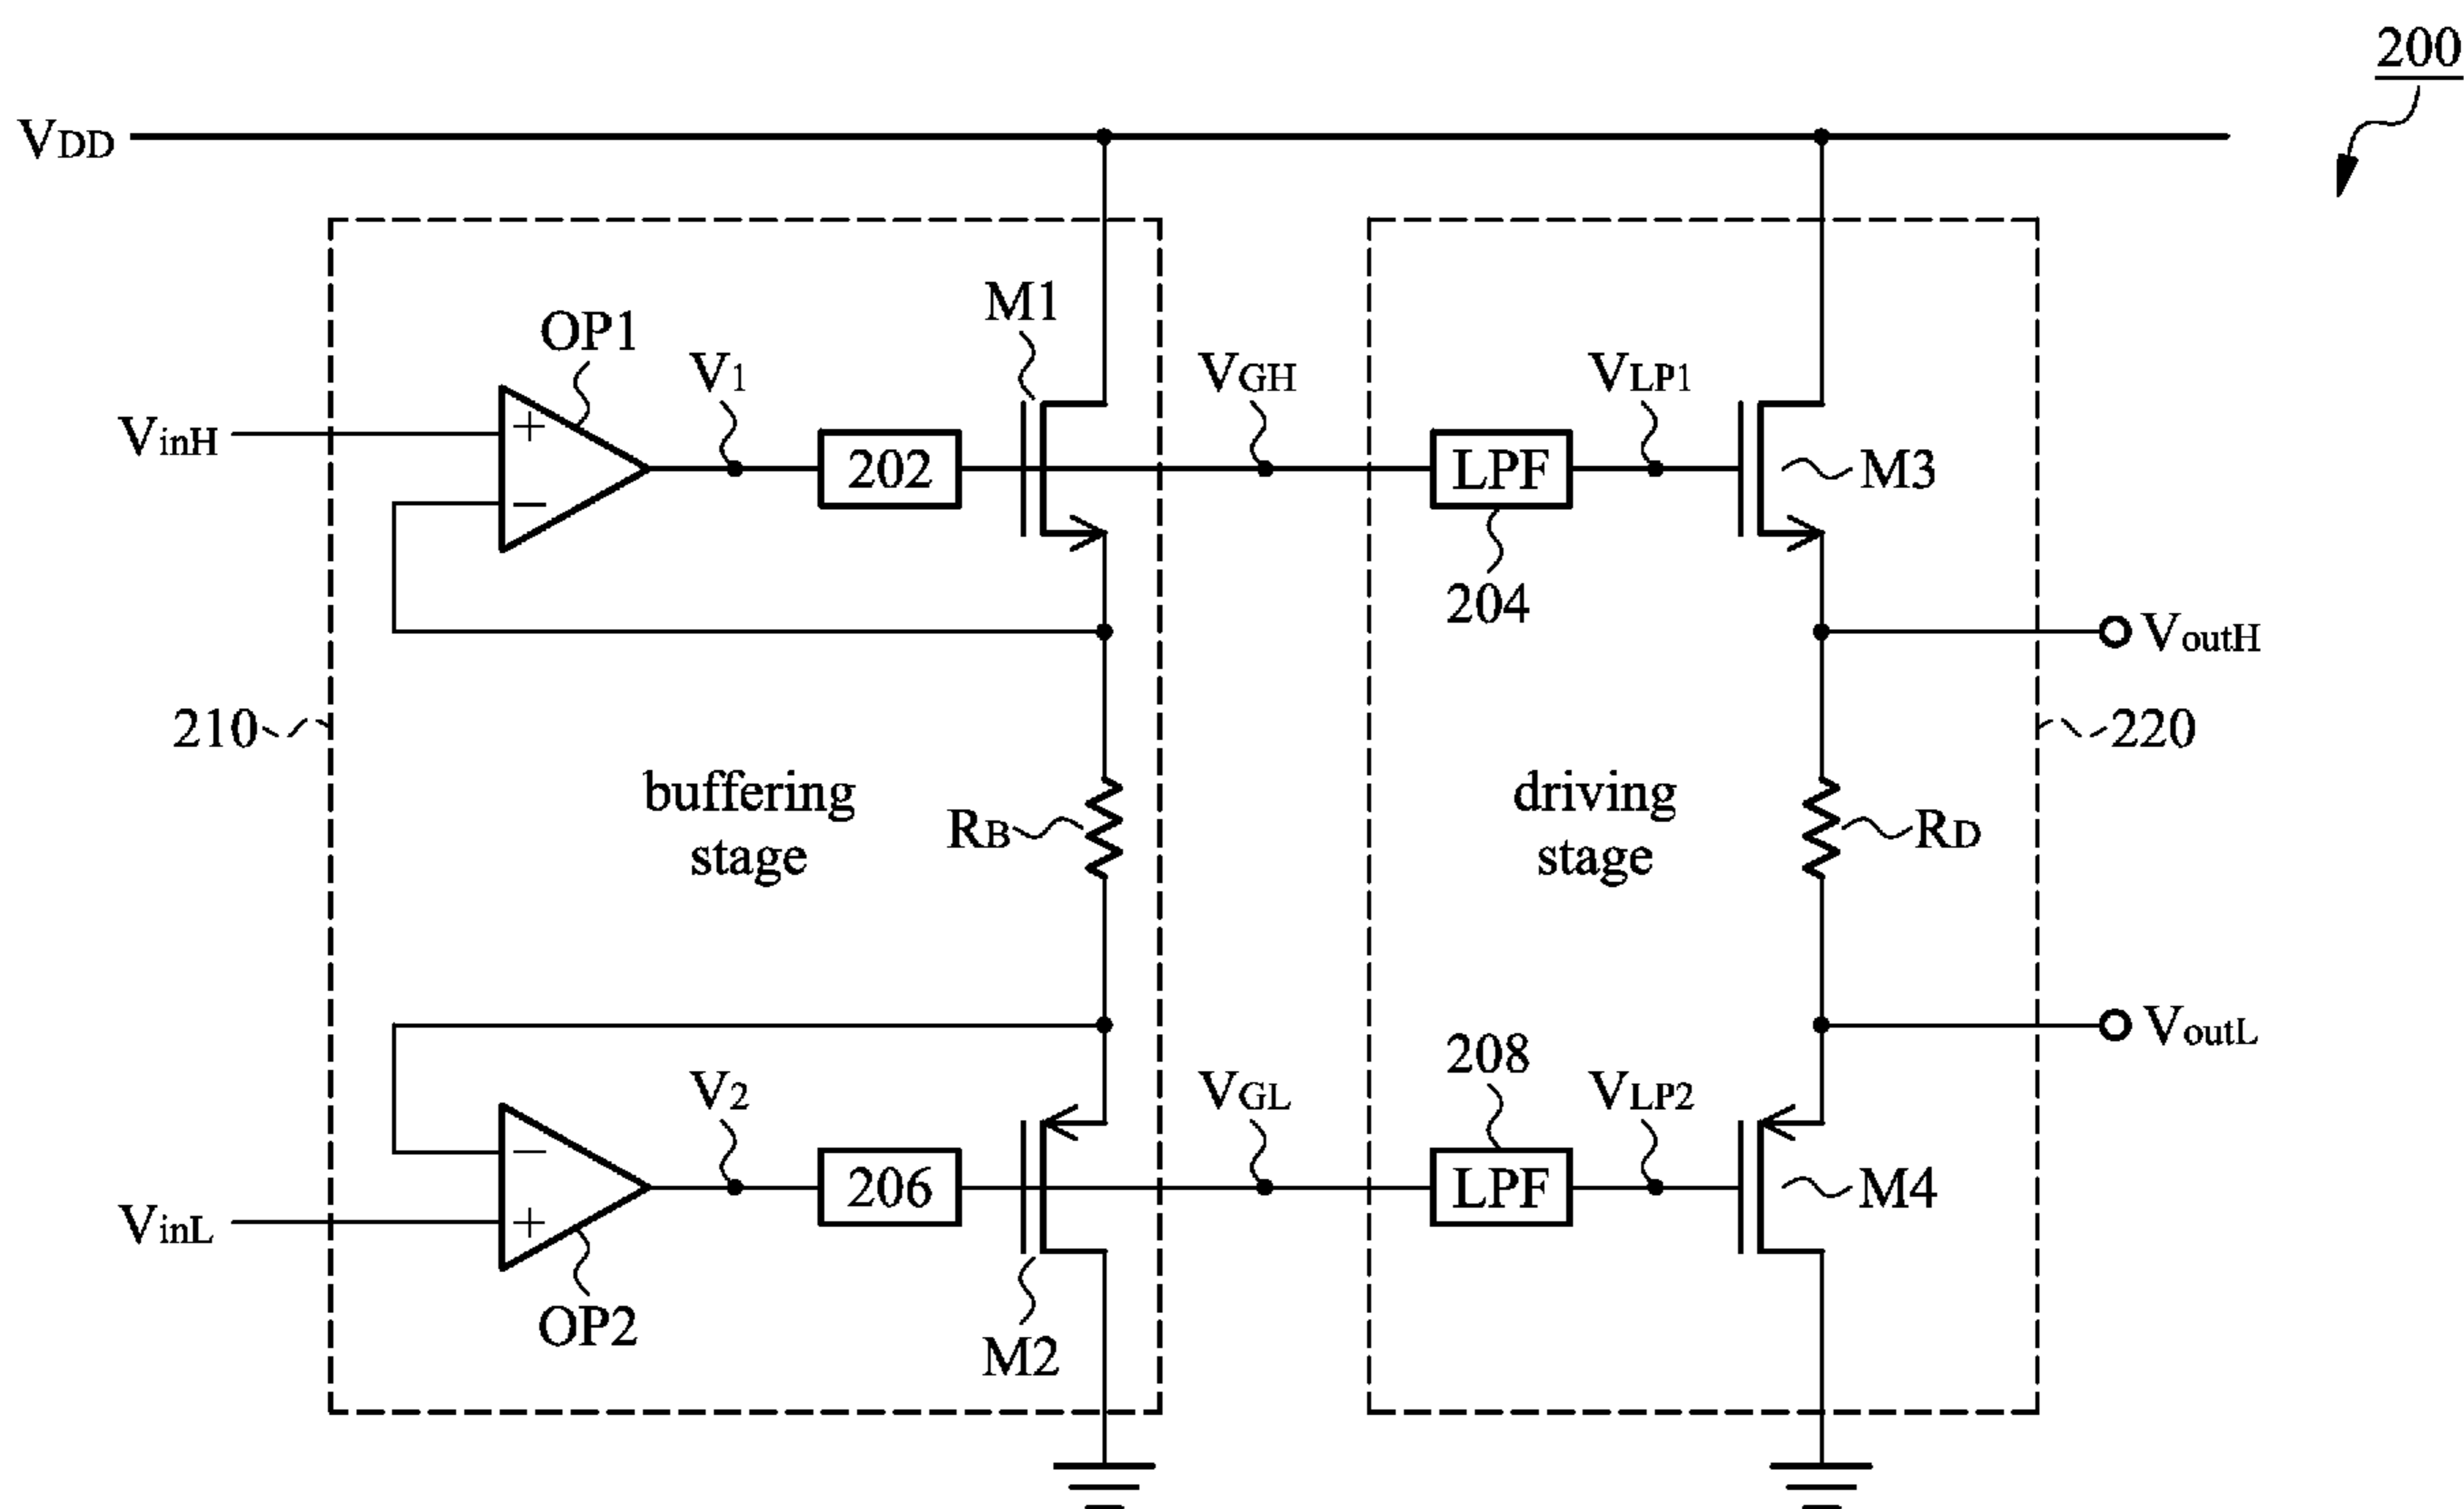 200
VDD
M1
OP1
V1
VGH
VLP1
VinH
+
−
202
LPF
M3
204
VoutH
210
buffering
stage
RB
driving
stage
RD
220
VoutL
208
V2
VGL
VLP2
−
+
206
LPF
M4
VinL
OP2
M2